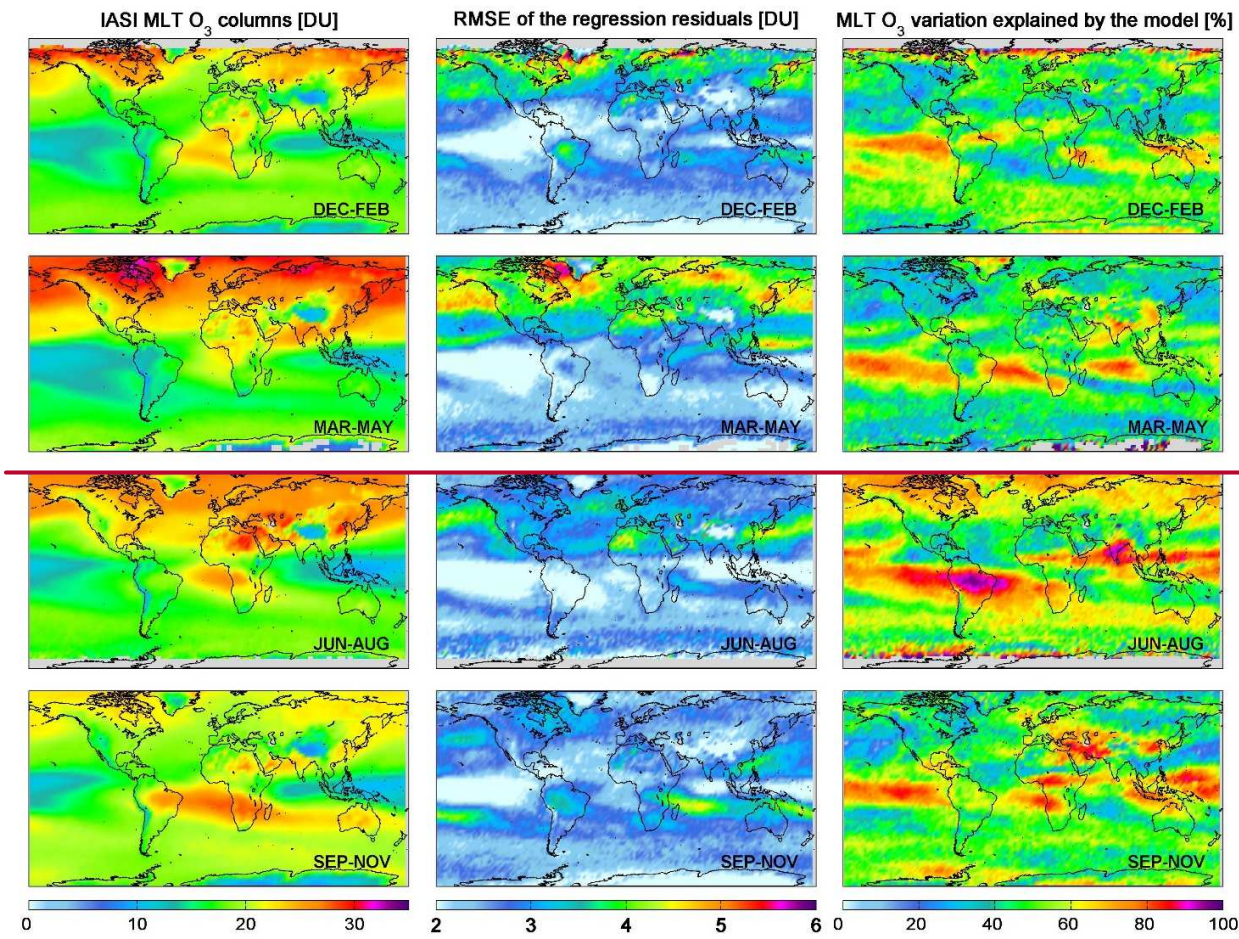 IASI MLT O3 columns [DU]
RMSE of the regression residuals [DU]
MLT O3 variation explained by the model [%]
DEC-FEB
DEC-FEB
DEC-FEB
MAR-MAY
MAR-MAY
MAR-MAY
JUN-AUG
JUN-AUG
JUN-AUG
SEP-NOV
SEP-NOV
SEP-NOV
0 10 20 30
2 3 4 5 6
0 20 40 60 80 100